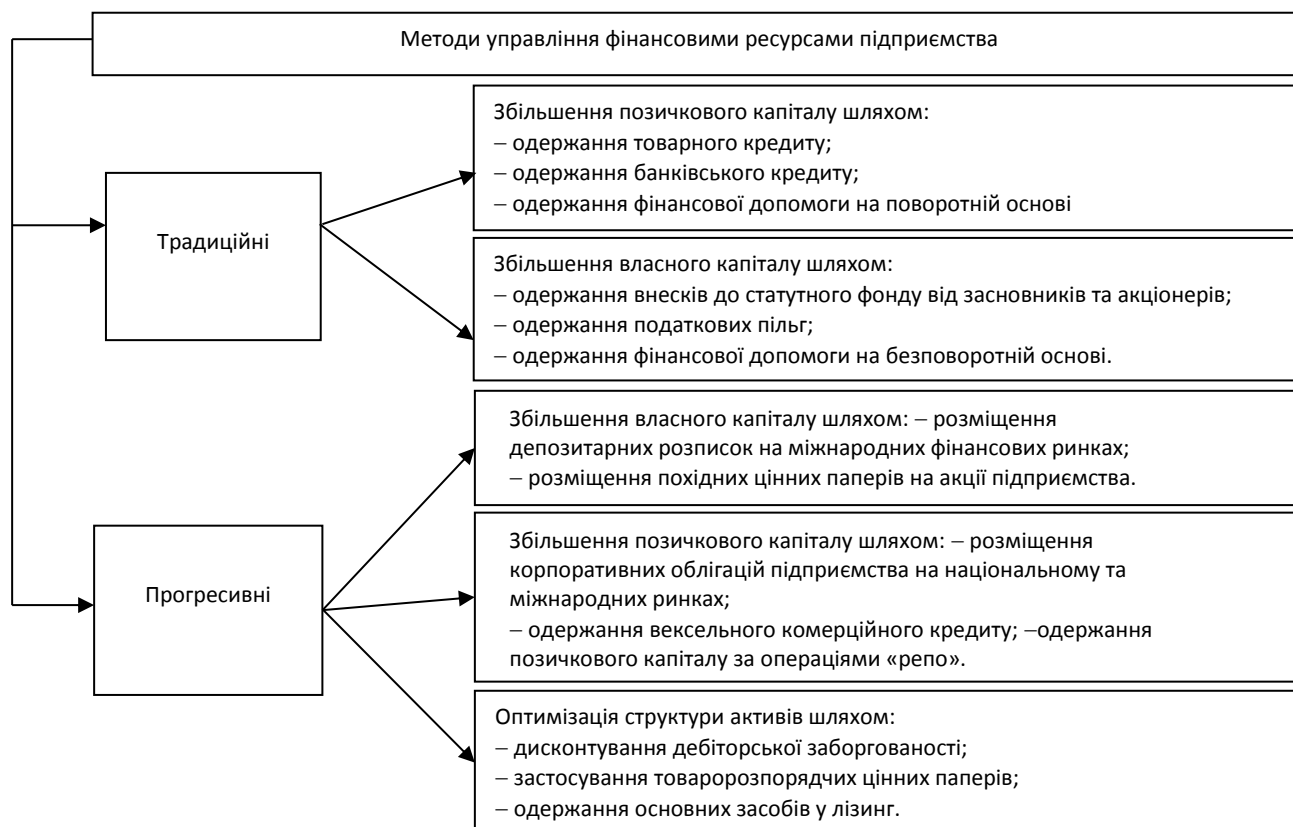 Методи управління фінансовими ресурсами підприємства
Збільшення позичкового капіталу шляхом:
− одержання товарного кредиту;
− одержання банківського кредиту;
− одержання фінансової допомоги на поворотній основі
Традиційні
Збільшення власного капіталу шляхом:
− одержання внесків до статутного фонду від засновників та акціонерів;
− одержання податкових пільг;
− одержання фінансової допомоги на безповоротній основі.
Збільшення власного капіталу шляхом: − розміщення
депозитарних розписок на міжнародних фінансових ринках;
− розміщення похідних цінних паперів на акції підприємства.
Прогресивні
Збільшення позичкового капіталу шляхом: − розміщення
корпоративних облігацій підприємства на національному та
міжнародних ринках;
− одержання вексельного комерційного кредиту; −одержання
позичкового капіталу за операціями «репо».
Оптимізація структури активів шляхом:
− дисконтування дебіторської заборгованості;
− застосування товаророзпорядчих цінних паперів;
− одержання основних засобів у лізинг.